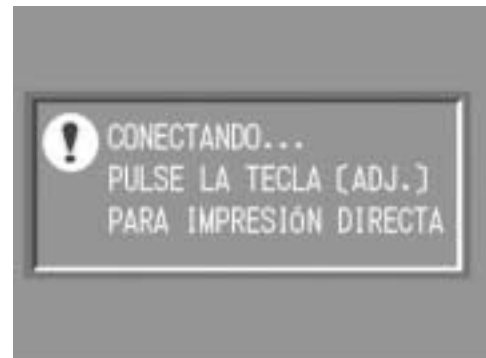 CONECTANDO...
PULSE LA TECLA [ADJ.]
PARA IMPRESIÓN DIRECTA